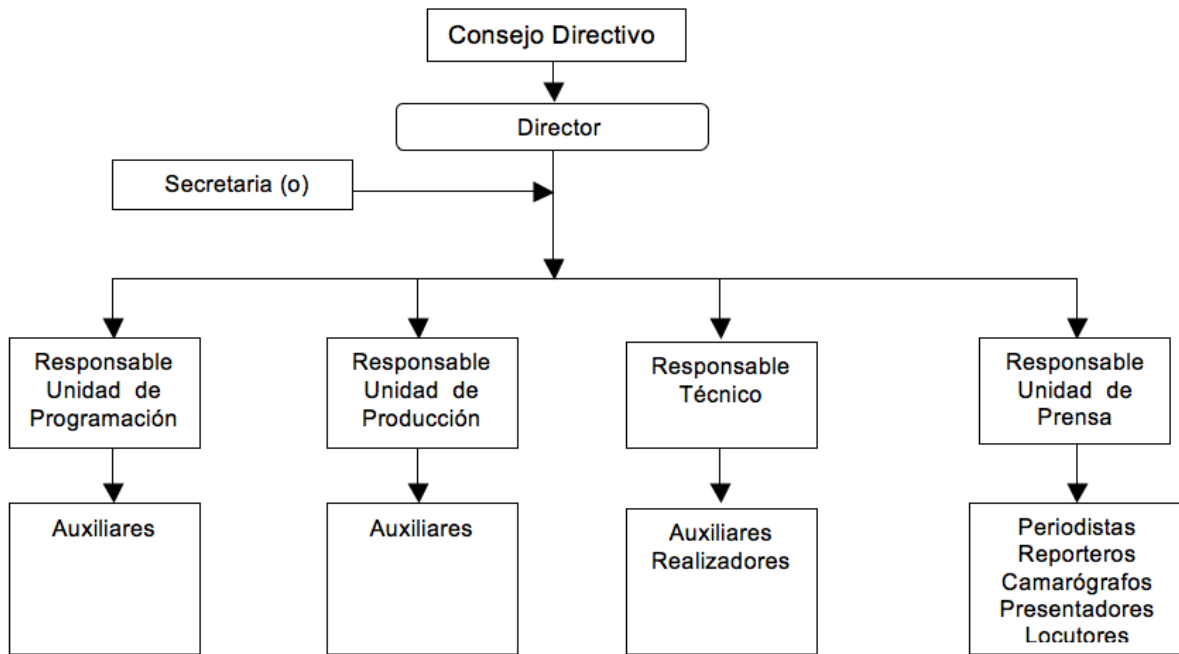 Consejo Directivo
Director
Secretaria (o)
Responsable
Unidad de
Programación
Responsable
Unidad de
Producción
Responsable
Técnico
Responsable
Unidad de
Prensa
Auxiliares
Auxiliares
Auxiliares
Realizadores
Periodistas
Reporteros
Camarógrafos
Presentadores
Locutores